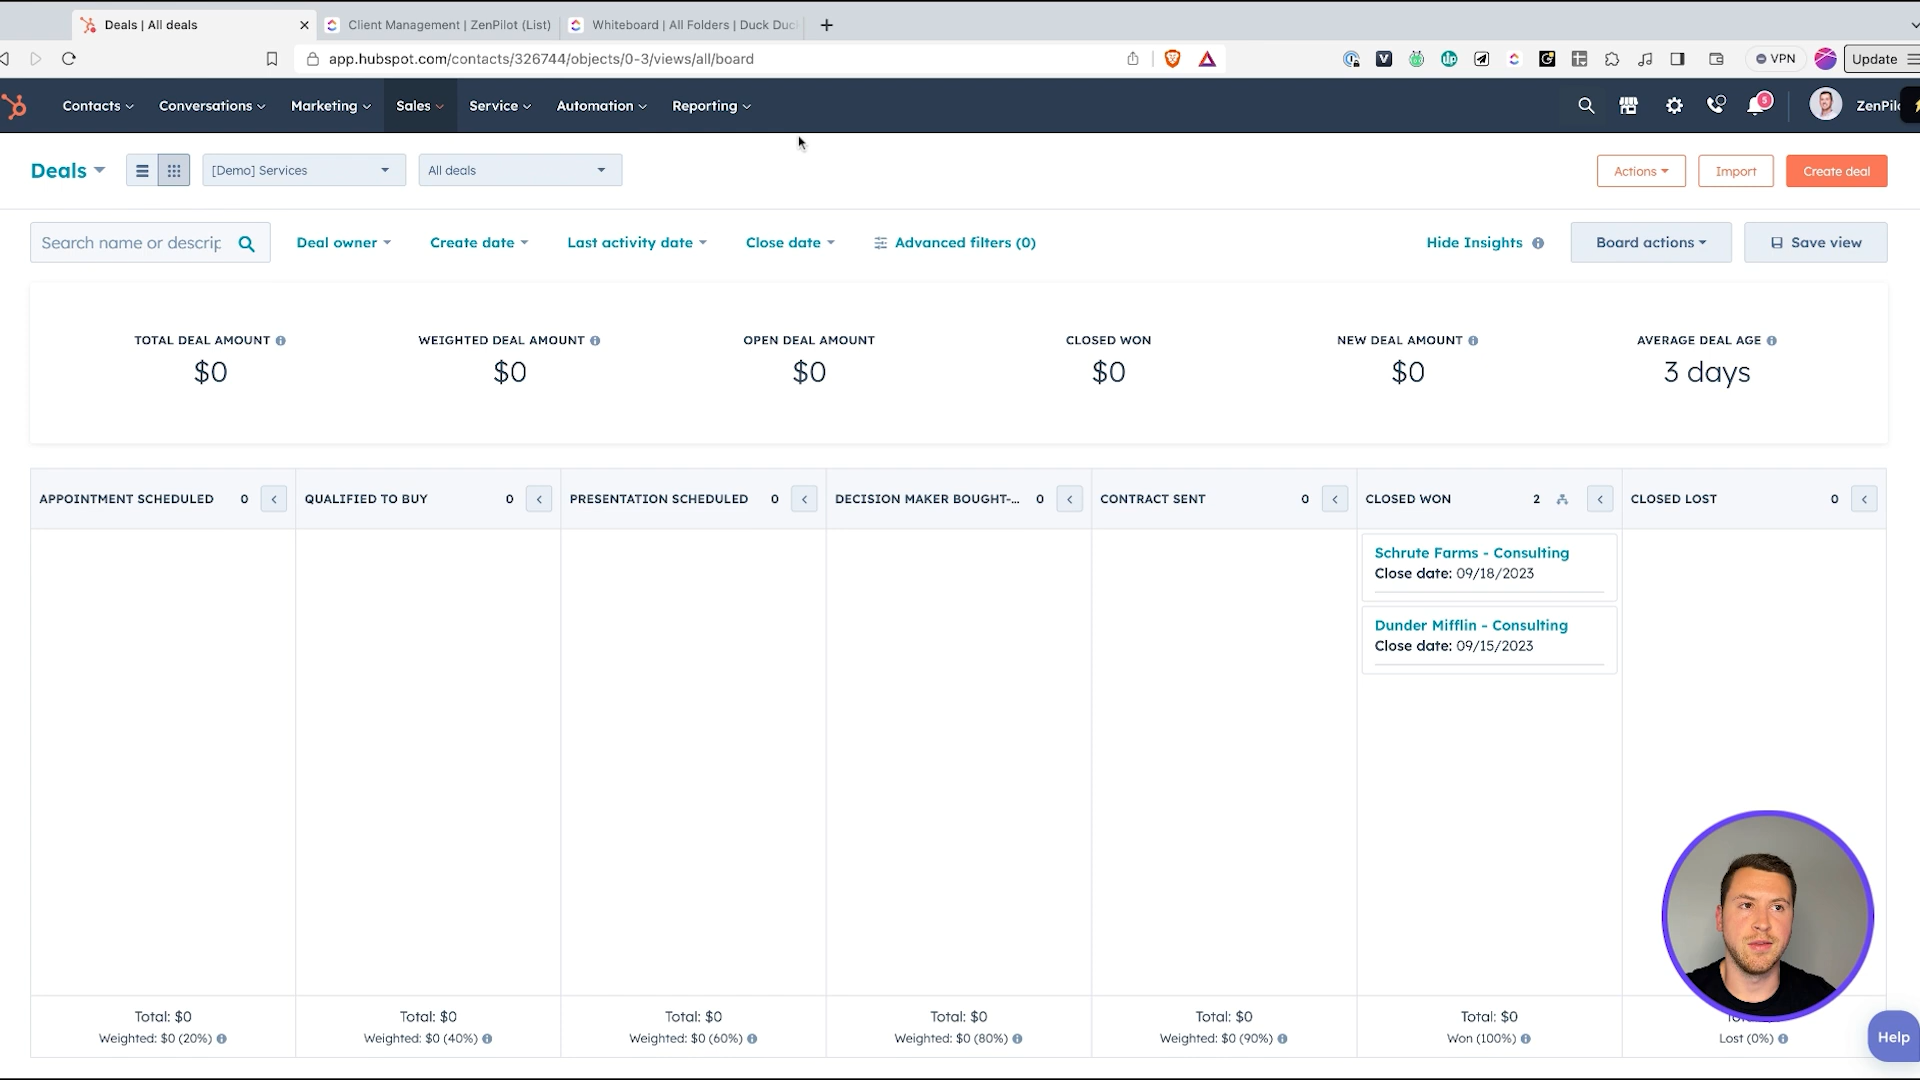 Deals | All deals
Client Management | ZenPilot (List)
Whiteboard | All Folders | Duck Duc
app.hubspot.com/contacts/326744/objects/0-3/views/all/board
VPN
Update
Contacts
Conversations
Marketing
Sales
Service
Automation
Reporting
5
ZenPilo
Deals
[Demo] Services
All deals
Actions
Import
Create deal
Search name or descrip
Deal owner
Create date
Last activity date
Close date
Advanced filters (0)
Hide Insights
Board actions
Save view
TOTAL DEAL AMOUNT
$0
WEIGHTED DEAL AMOUNT
$0
OPEN DEAL AMOUNT
$0
CLOSED WON
$0
NEW DEAL AMOUNT
$0
AVERAGE DEAL AGE
3 days
APPOINTMENT SCHEDULED 0
QUALIFIED TO BUY 0
PRESENTATION SCHEDULED 0
DECISION MAKER BOUGHT-... 0
CONTRACT SENT 0
CLOSED WON 2
CLOSED LOST 0
Schrute Farms - Consulting
Close date: 09/18/2023
Dunder Mifflin - Consulting
Close date: 09/15/2023
Total: $0
Weighted: $0 (20%)
Total: $0
Weighted: $0 (40%)
Total: $0
Weighted: $0 (60%)
Total: $0
Weighted: $0 (80%)
Total: $0
Weighted: $0 (90%)
Total: $0
Won (100%)
Lost (0%)
Help